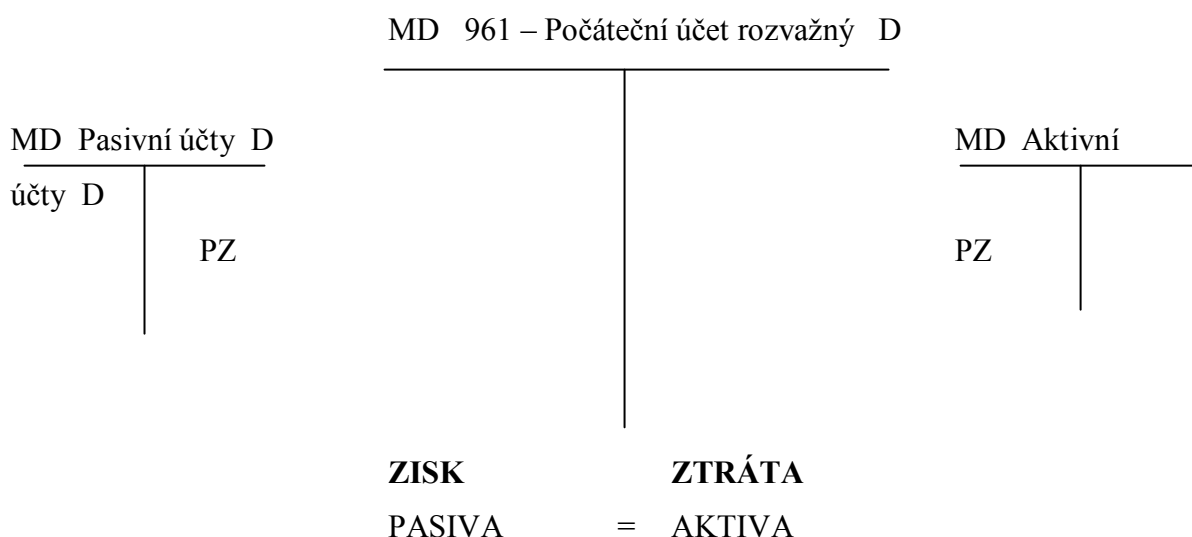 MD 961 – Počáteční účet rozvažný D
MD Pasivní účty D MD Aktivní
účty D
PZ PZ
ZISK ZTRÁTA
PASIVA = AKTIVA